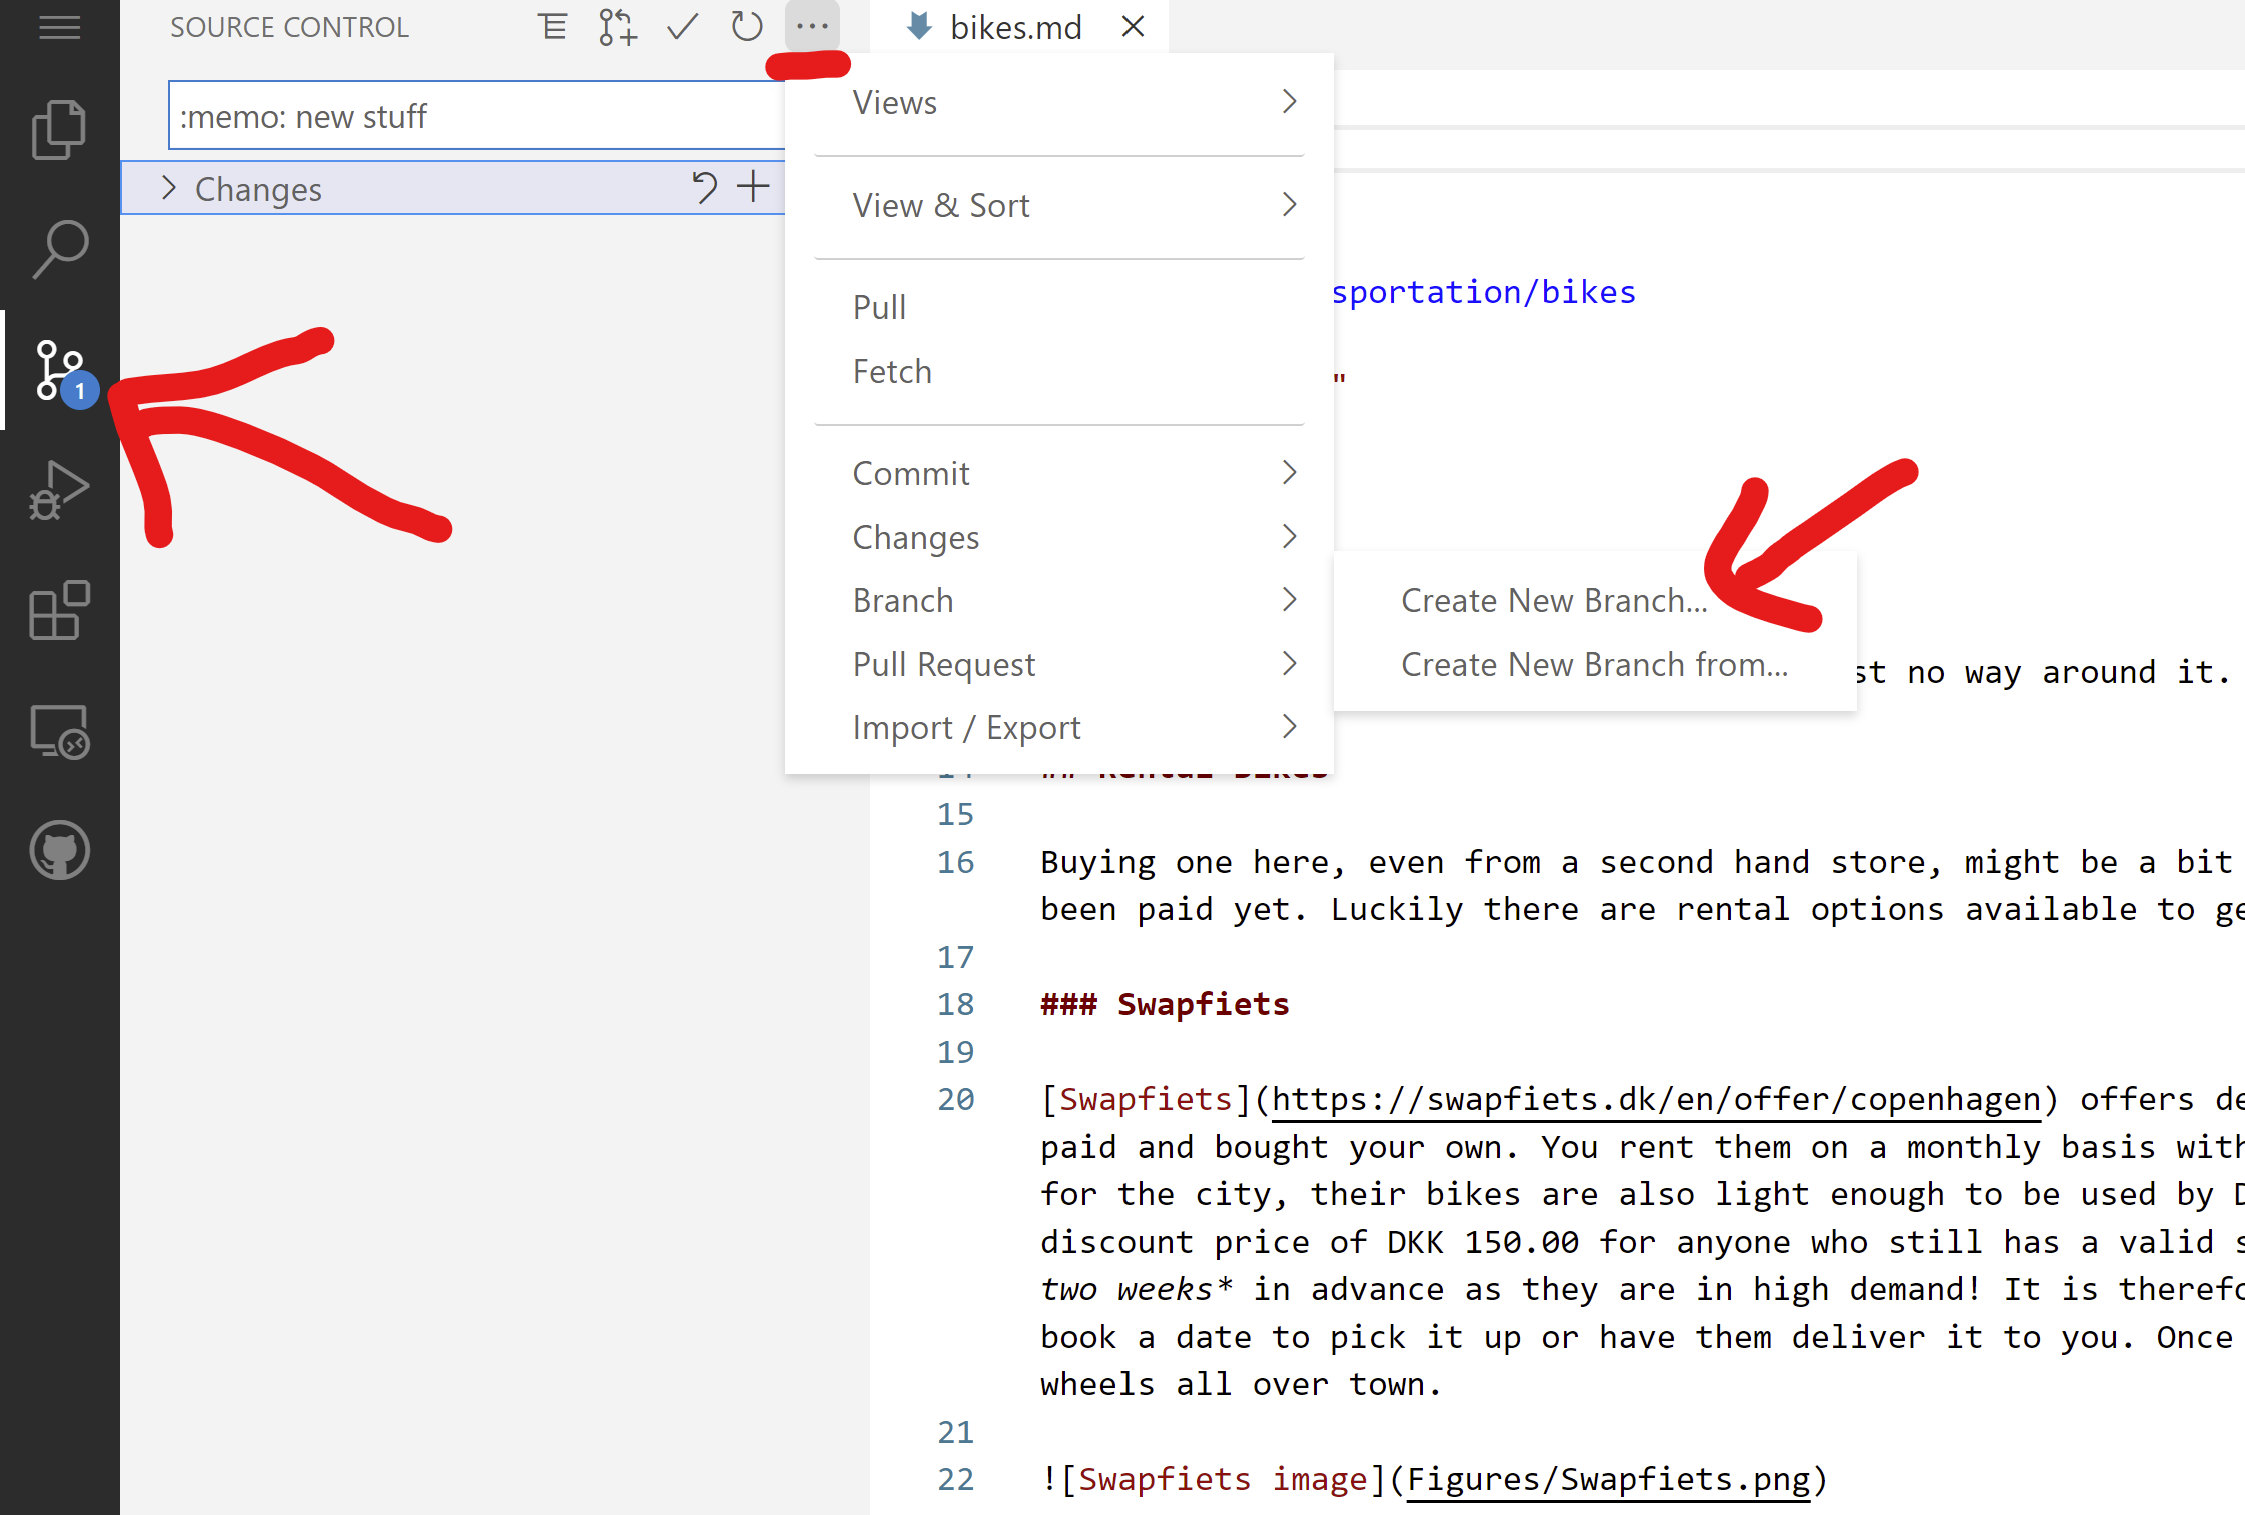 SOURCE CONTROL
bikes.md
:memo: new stuff
Changes
1
Views
View & Sort
Pull
Fetch
Commit
Changes
Branch
Pull Request
Import / Export
Create New Branch...
Create New Branch from...
sportation/bikes
"
st no way around it.
14 ## Rental Bikes
15
16 Buying one here, even from a second hand store, might be a bit
been paid yet. Luckily there are rental options available to ge
17
18 ### Swapfiets
19
20 [Swapfiets](https://swapfiets.dk/en/offer/copenhagen) offers de
paid and bought your own. You rent them on a monthly basis with
for the city, their bikes are also light enough to be used by D
discount price of DKK 150.00 for anyone who still has a valid s
two weeks* in advance as they are in high demand! It is therefo
book a date to pick it up or have them deliver it to you. Once
wheels all over town.
21
22 ![Swapfiets image](Figures/Swapfiets.png)